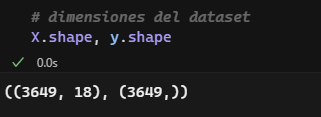 # dimensiones del dataset
X.shape, y.shape
0.0s
((3649, 18), (3649,))